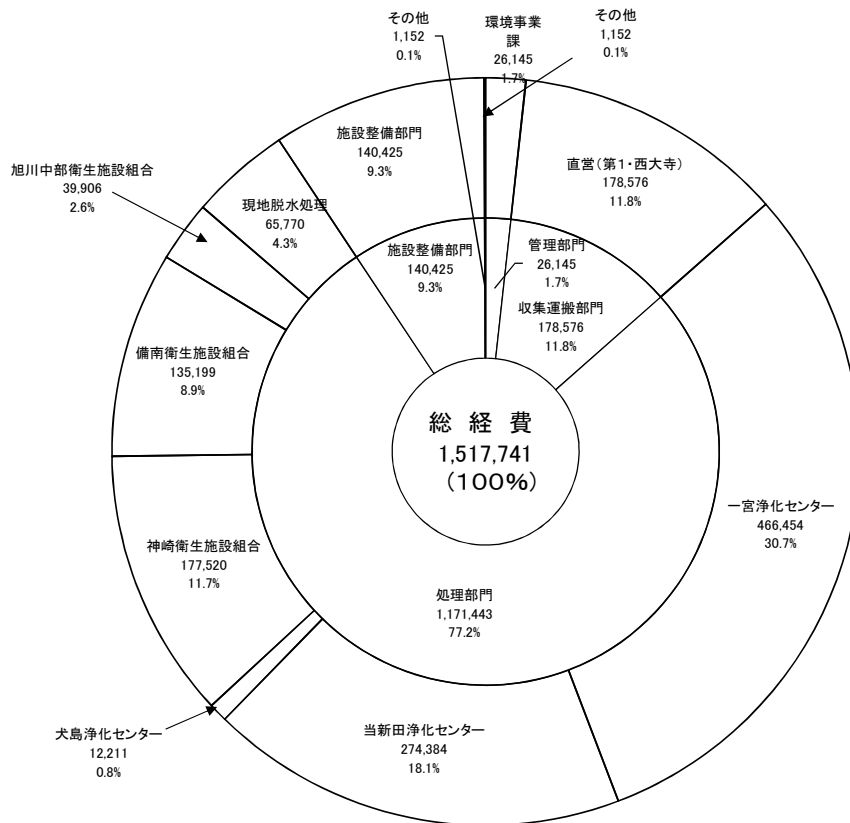 その他
1,152
0.1%
環境事業
課
26,145
1.7%
その他
1,152
0.1%
施設整備部門
140,425
9.3%
直営(第1・西大寺)
178,576
11.8%
旭川中部衛生施設組合
39,906
2.6%
現地脱水処理
65,770
4.3%
施設整備部門
140,425
9.3%
管理部門
26,145
1.7%
収集運搬部門
178,576
11.8%
備南衛生施設組合
135,199
8.9%
総 経 費
1,517,741
(100%)
一宮浄化センター
466,454
30.7%
神崎衛生施設組合
177,520
11.7%
処理部門
1,171,443
77.2%
犬島浄化センター
12,211
0.8%
当新田浄化センター
274,384
18.1%